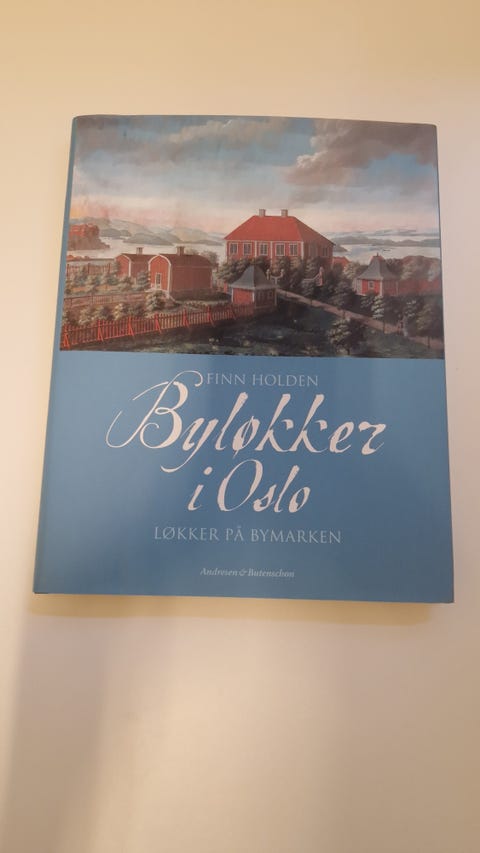 FINN HOLDEN
Byløkker
i Oslo
LØKKER PÅ BYMARKEN
Andresen & Butenschøn